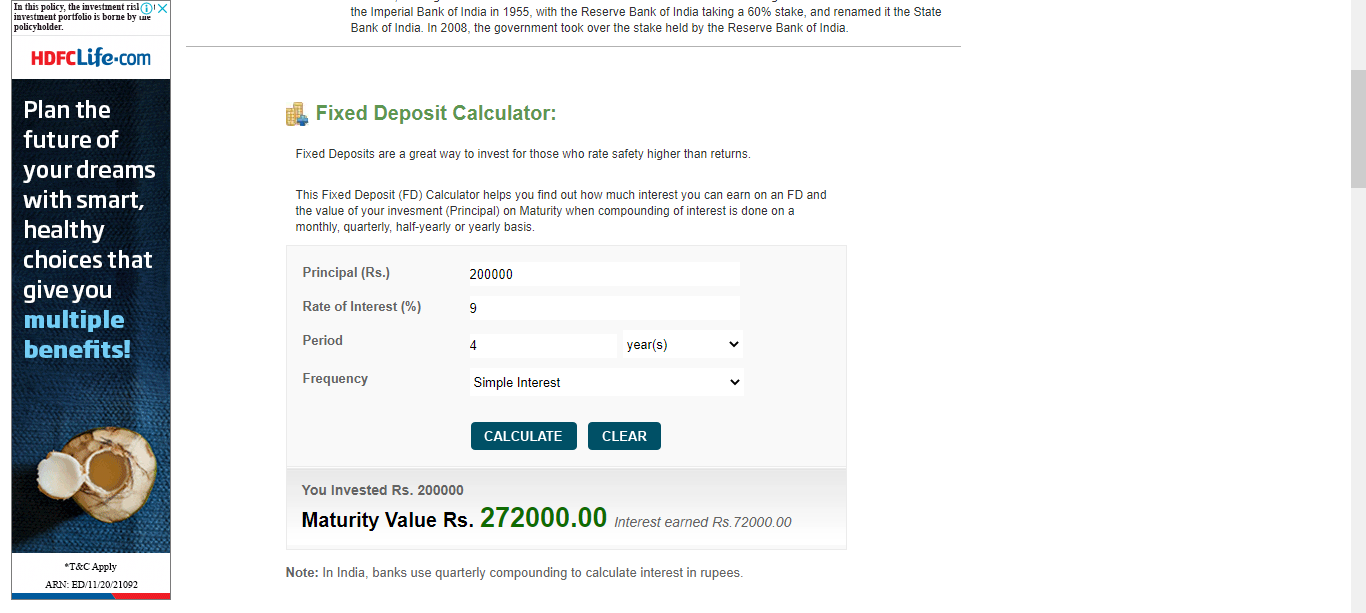 In this policy, the investment risk
investment portfolio is borne by the
policyholder.
HDFC Life.com
Plan the
future of
your dreams
with smart,
healthy
choices that
give you
multiple
benefits!
*T&C Apply
ARN: ED/11/20/21092
the Imperial Bank of India in 1955, with the Reserve Bank of India taking a 60% stake, and renamed it the State
Bank of India. In 2008, the government took over the stake held by the Reserve Bank of India.
Fixed Deposit Calculator:
Fixed Deposits are a great way to invest for those who rate safety higher than returns.
This Fixed Deposit (FD) Calculator helps you find out how much interest you can earn on an FD and
the value of your invesment (Principal) on Maturity when compounding of interest is done on a
monthly, quarterly, half-yearly or yearly basis.
Principal (Rs.) 200000
Rate of Interest (%) 9
Period 4 year(s)
Frequency Simple Interest
CALCULATE CLEAR
You Invested Rs. 200000
Maturity Value Rs. 272000.00 Interest earned Rs.72000.00
Note: In India, banks use quarterly compounding to calculate interest in rupees.